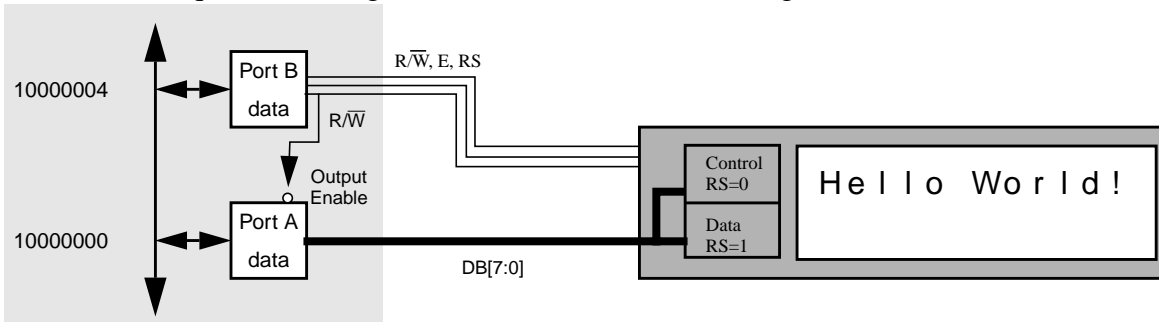 Port B
data
10000004
R/W̅, E, RS
R/W̅
Output
Enable
Port A
data
10000000
DB[7:0]
Control
RS=0
Data
RS=1
Hello World!